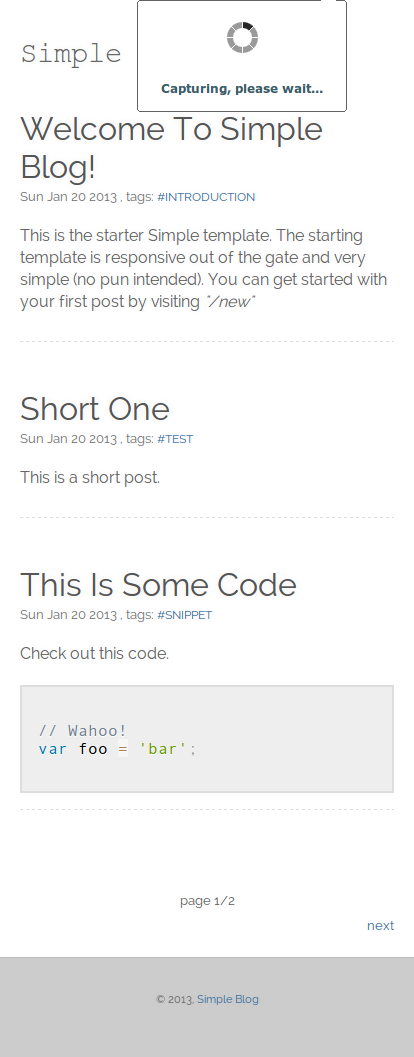 Simple
Capturing, please wait...
Welcome To Simple
Blog!
Sun Jan 20 2013 , tags: #INTRODUCTION
This is the starter Simple template. The starting
template is responsive out of the gate and very
simple (no pun intended). You can get started with
your first post by visiting "/new"
Short One
Sun Jan 20 2013 , tags: #TEST
This is a short post.
This Is Some Code
Sun Jan 20 2013 , tags: #SNIPPET
Check out this code.
// Wahoo!
var foo = 'bar';
page 1/2
next
© 2013, Simple Blog